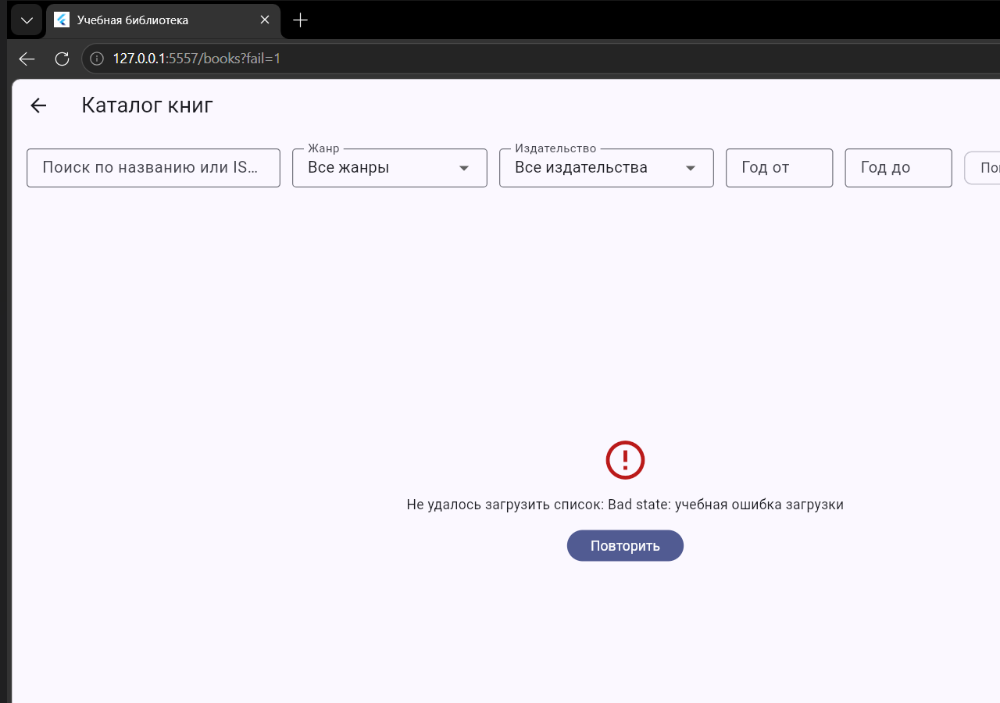 Учебная библиотека
127.0.0.1:5557/books?fail=1
Каталог книг
Жанр
Издательство
Поиск по названию или IS...
Все жанры
Все издательства
Год от
Год до
Не удалось загрузить список: Bad state: учебная ошибка загрузки
Повторить